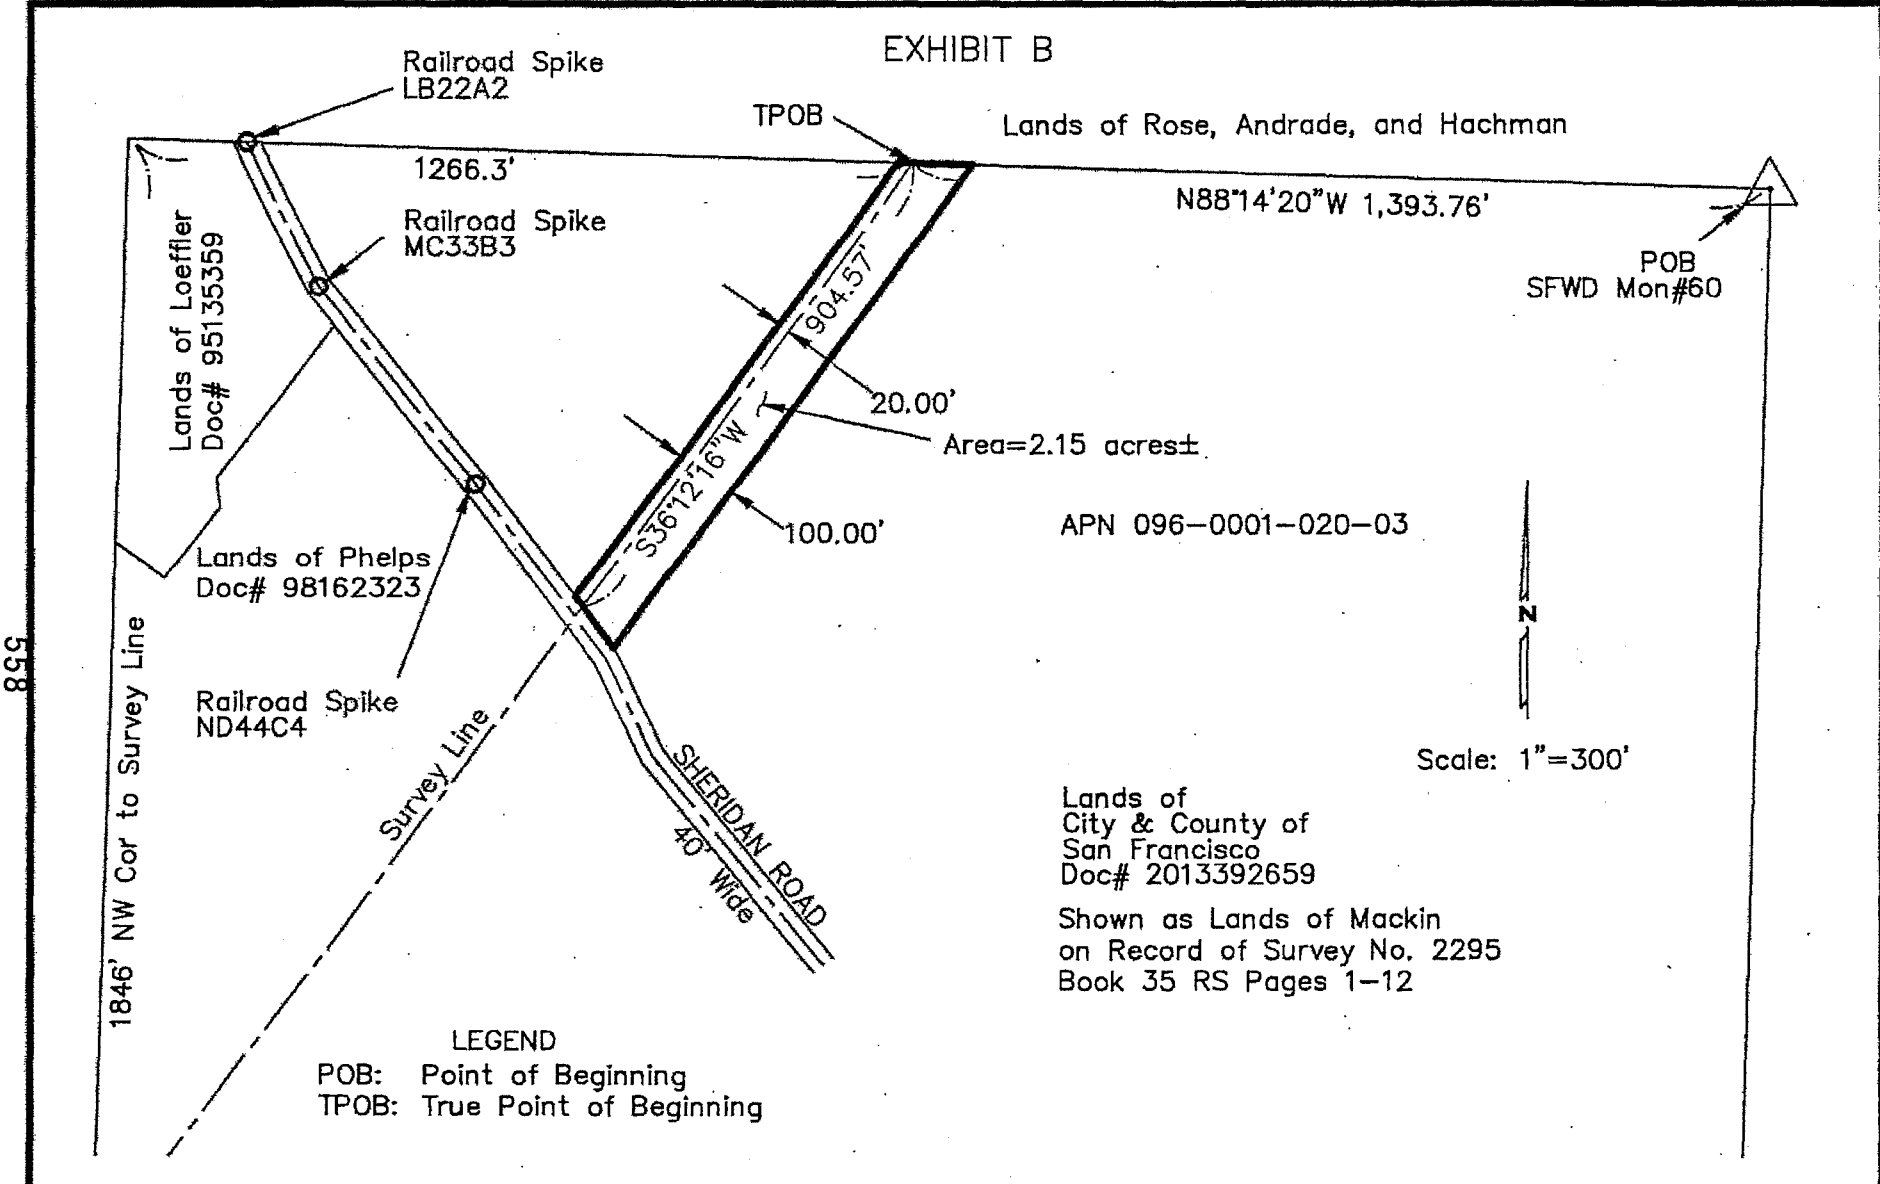 EXHIBIT B
Railroad Spike
LB22A2
TPOB
Lands of Rose, Andrade, and Hachman
1266.3'
N88°14'20"W 1,393.76'
Railroad Spike
MC33B3
POB
SFWD Mon#60
Lands of Loeffler
Doc# 95135359
904.57'
20.00'
Area=2.15 acres±
S36°12'16"W
100.00'
APN 096-0001-020-03
Lands of Phelps
Doc# 98162323
N
558
Railroad Spike
ND44C4
1846' NW Cor to Survey Line
Survey Line
SHERIDAN ROAD
40' Wide
Scale: 1"=300'
Lands of
City & County of
San Francisco
Doc# 2013392659
Shown as Lands of Mackin
on Record of Survey No. 2295
Book 35 RS Pages 1-12
LEGEND
POB: Point of Beginning
TPOB: True Point of Beginning